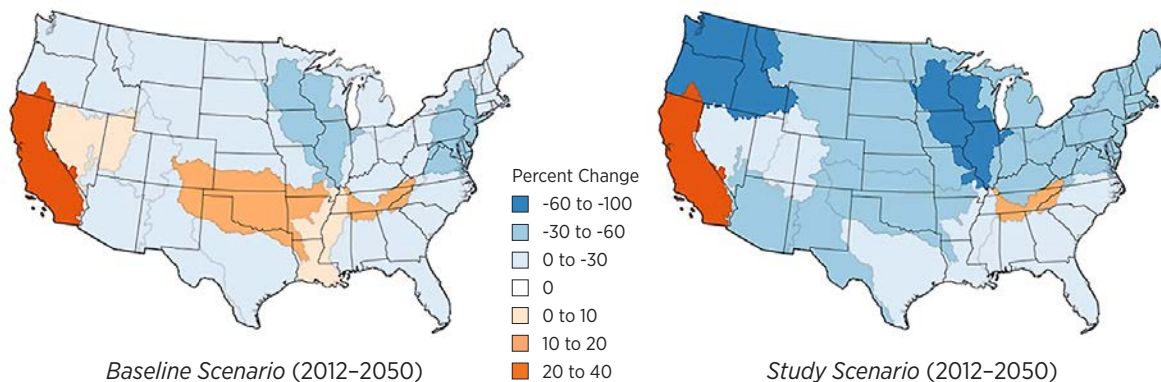 Percent Change
-60 to -100
-30 to -60
0 to -30
0
0 to 10
10 to 20
20 to 40
Baseline Scenario (2012–2050)
Study Scenario (2012–2050)